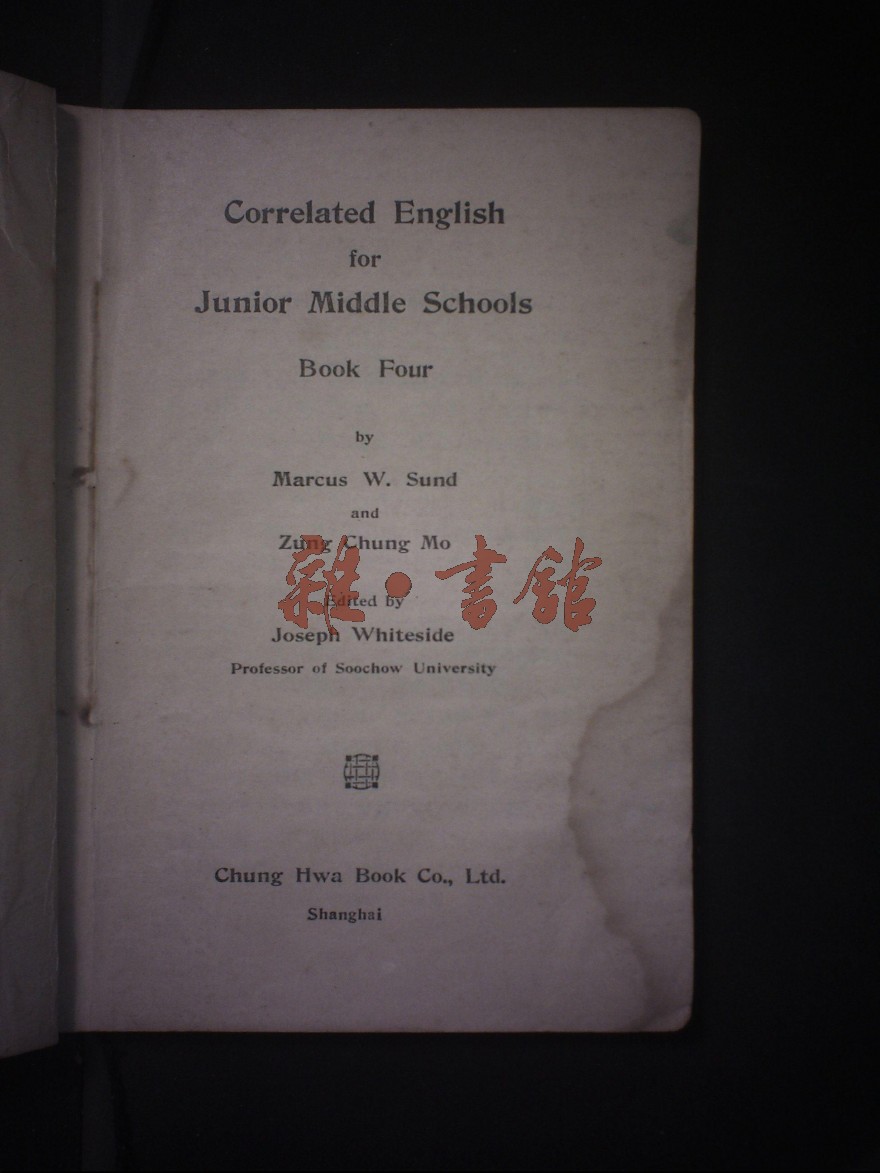 Correlated English
for
Junior Middle Schools
Book Four
by
Marcus W. Sund
and
Zung Chung Mo
雜·書館
Edited by
Joseph Whiteside
Professor of Soochow University
Chung Hwa Book Co., Ltd.
Shanghai